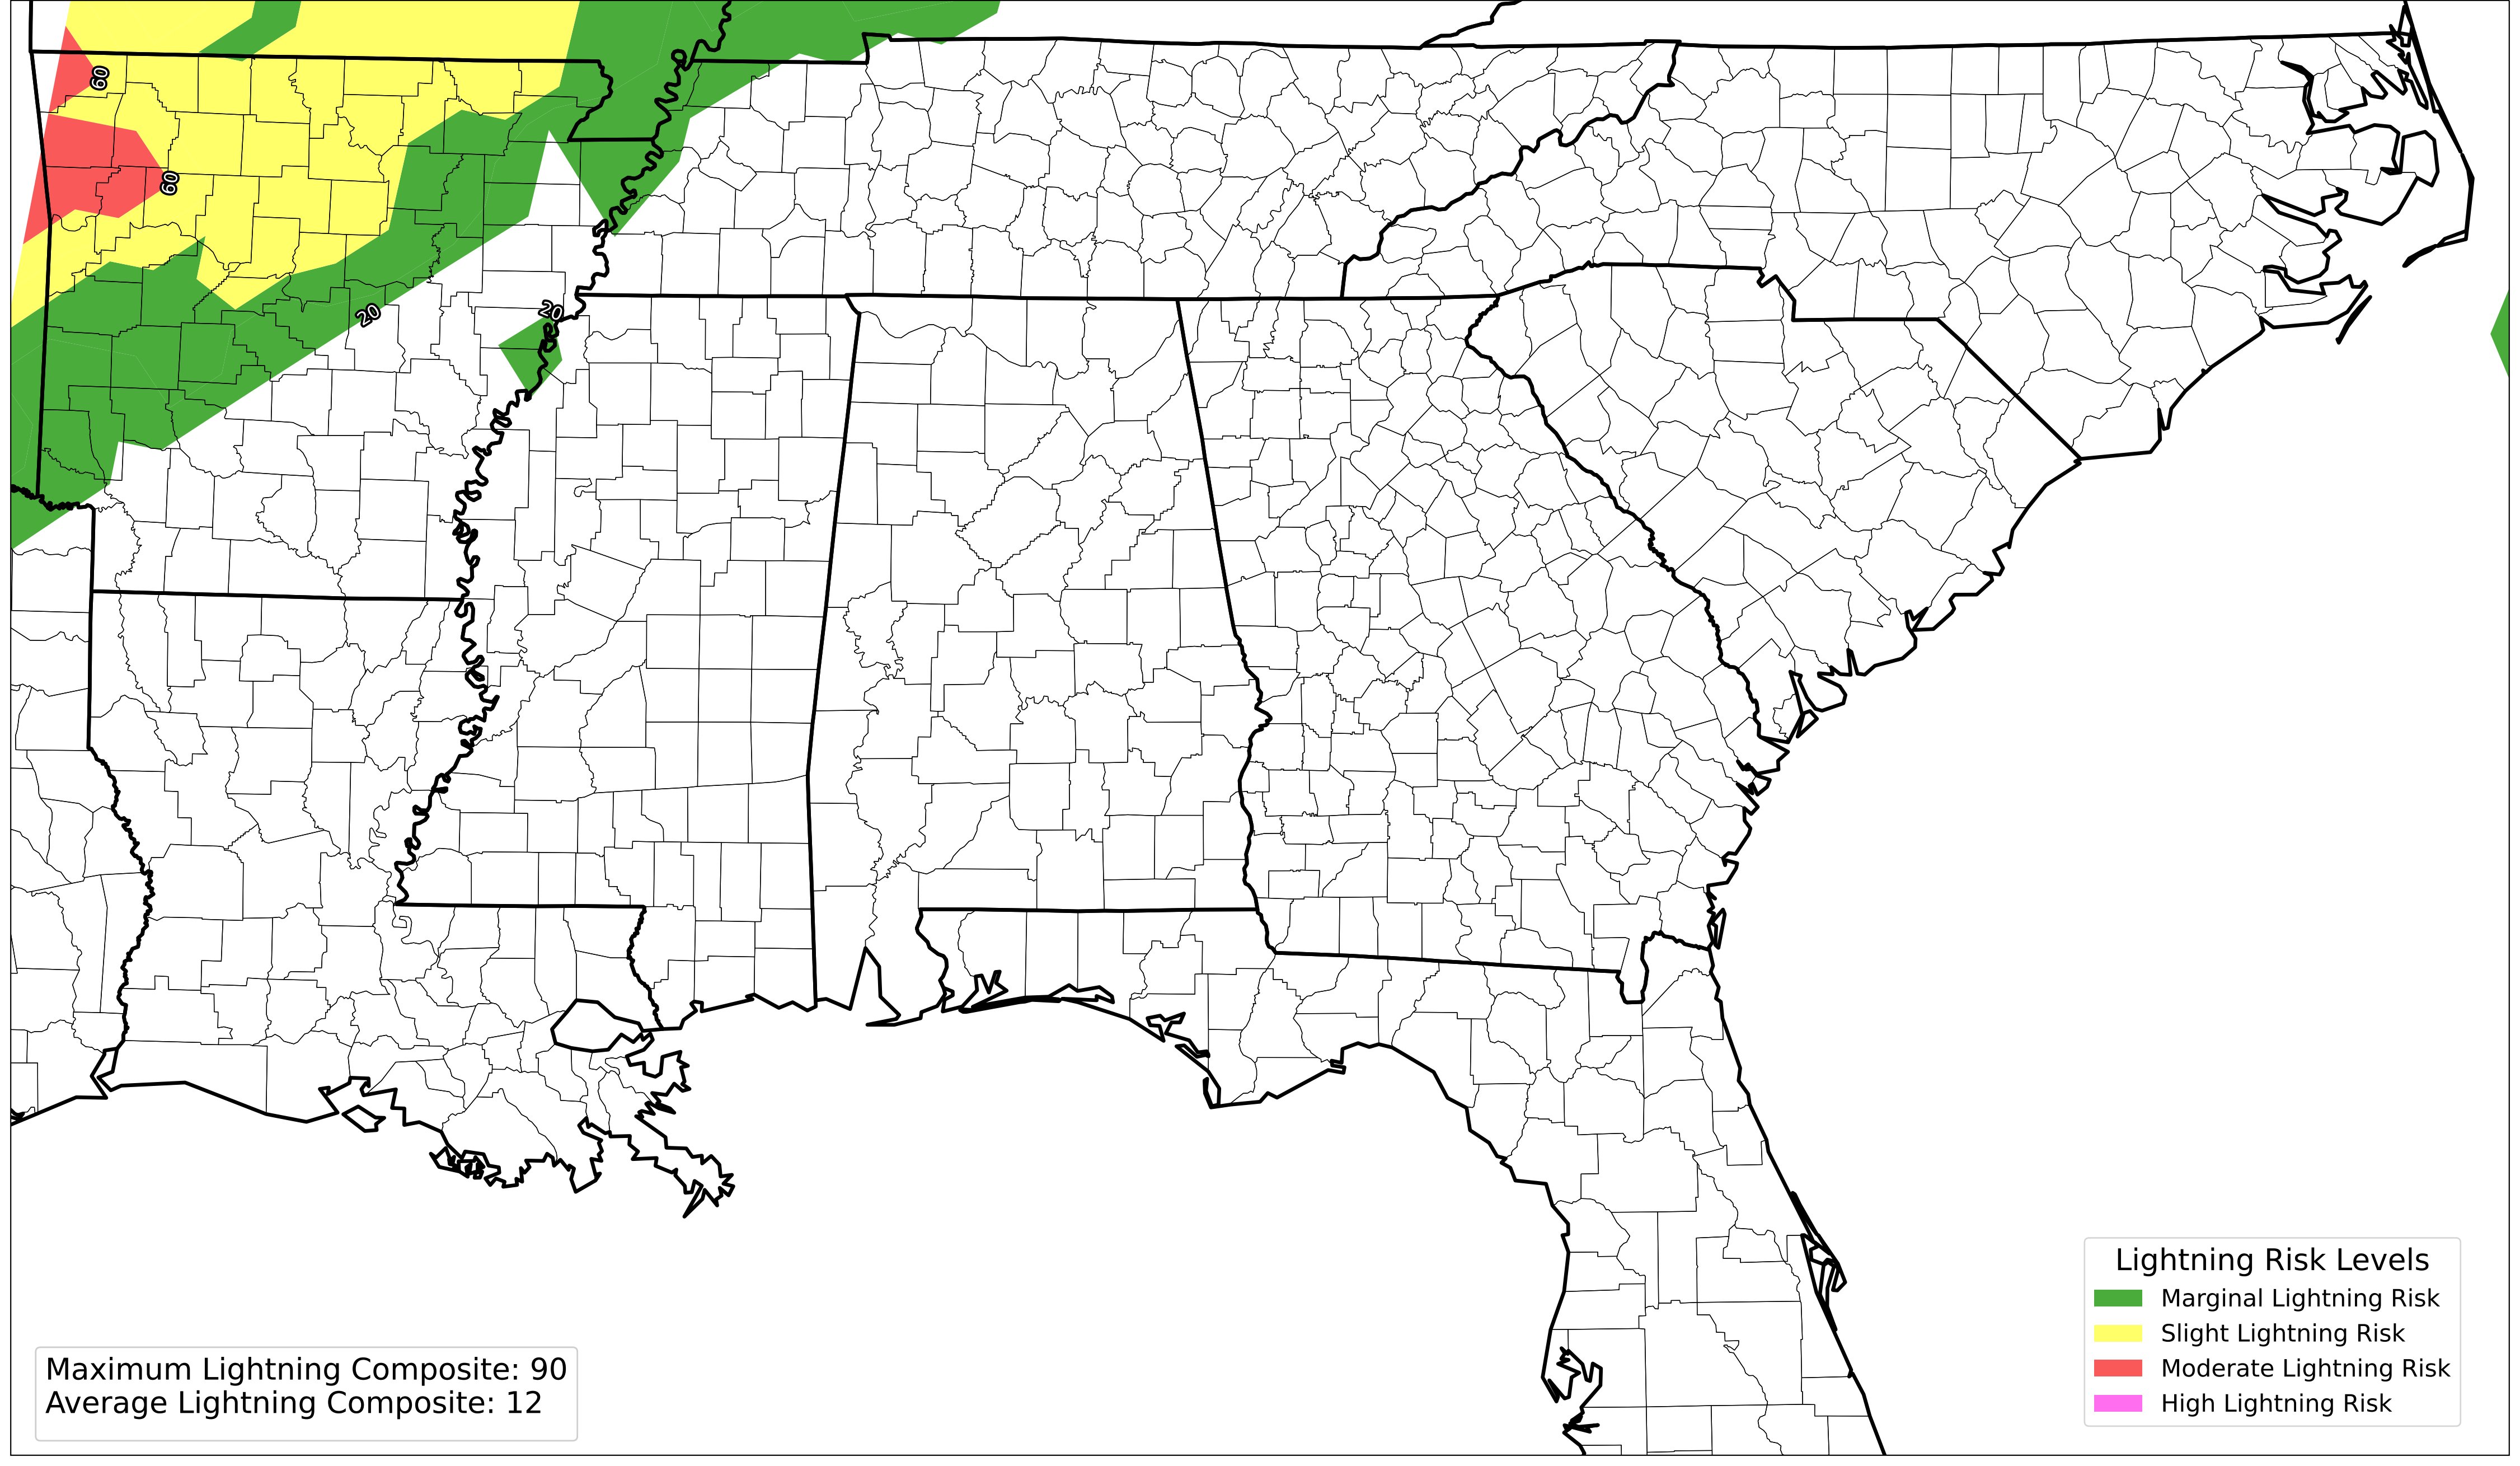 60
60
20
20
Lightning Risk Levels
Marginal Lightning Risk
Slight Lightning Risk
Moderate Lightning Risk
High Lightning Risk
Maximum Lightning Composite: 90
Average Lightning Composite: 12